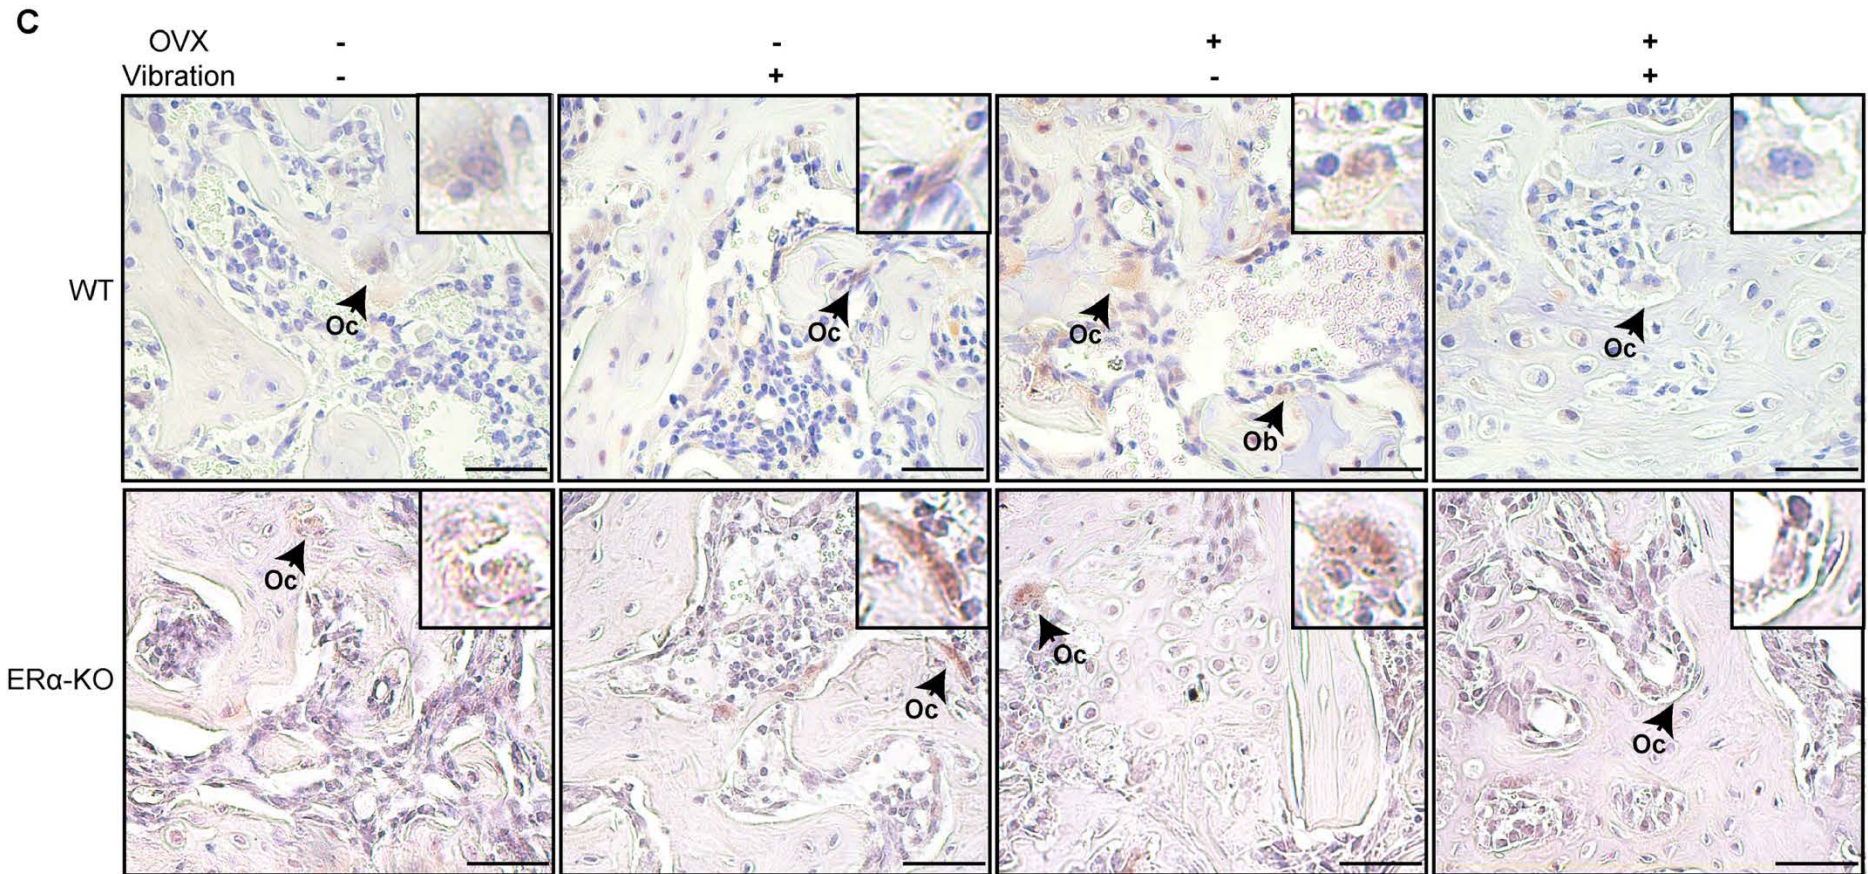 C
OVX - - + +
Vibration - + - +
WT
Oc
Oc
Oc
Ob
Oc
ERα-KO
Oc
Oc
Oc
Oc